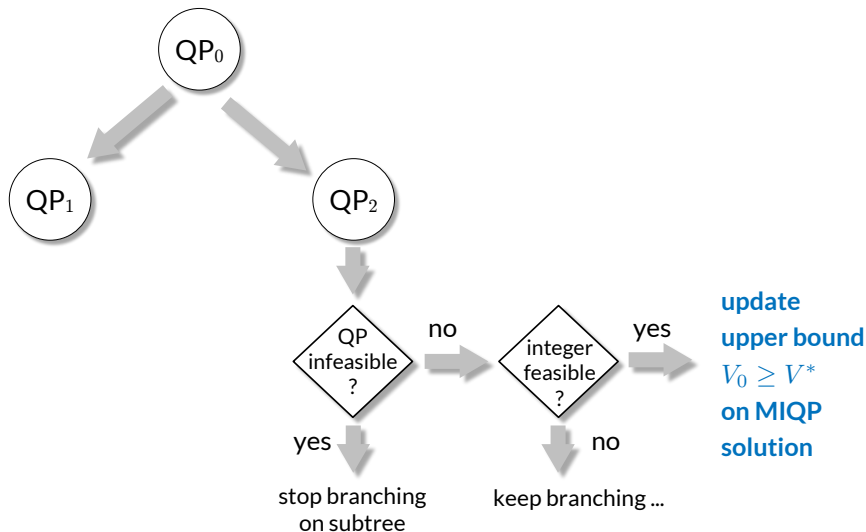 QP₀
QP₁
QP₂
QP
infeasible
?
no
integer
feasible
?
yes
update
upper bound
V₀ ≥ V*
on MIQP
solution
yes
no
stop branching
on subtree
keep branching ...